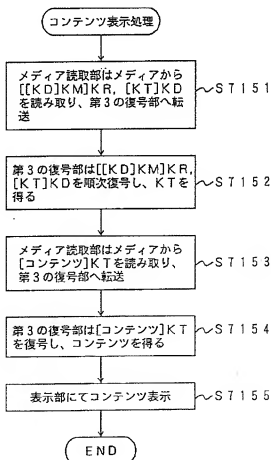 コンテンツ表示処理
メディア読取部はメディアから
[[KD]KM]KR, [KT]KD
を読み取り、第3の復号部へ転
送
S7151
第3の復号部は[[KD]KM]KR,
[KT]KDを順次復号し、KTを
得る
S7152
メディア読取部はメディアから
[コンテンツ]KTを読み取り、
第3の復号部へ転送
S7153
第3の復号部は[コンテンツ]KT
を復号し、コンテンツを得る
S7154
表示部にてコンテンツ表示
S7155
END